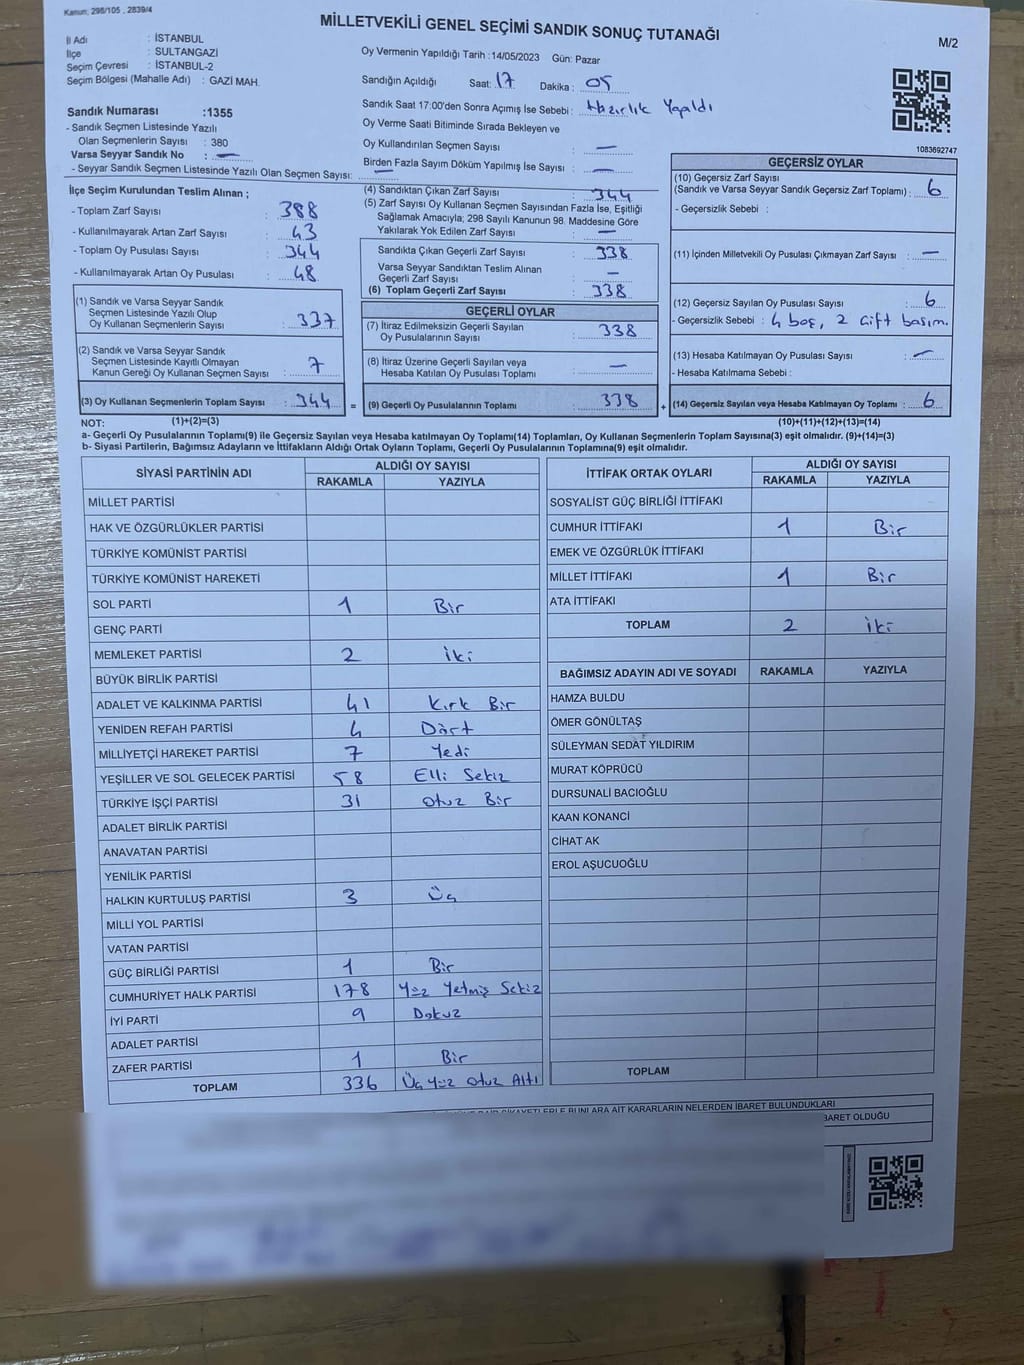 Kanun: 298/105 , 2839/4
MİLLETVEKİLİ GENEL SEÇİMİ SANDIK SONUÇ TUTANAĞI
M/2
İl Adı : İSTANBUL
İlçe : SULTANGAZİ
Seçim Çevresi : İSTANBUL-2
Seçim Bölgesi (Mahalle Adı) : GAZİ MAH.
Oy Vermenin Yapıldığı Tarih :14/05/2023 Gün: Pazar
Sandığın Açıldığı Saat: 17 Dakika : 05
Sandık Saat 17:00'den Sonra Açımış İse Sebebi : Hazırlık Yapıldı
Oy Verme Saati Bitiminde Sırada Bekleyen ve
Oy Kullandırılan Seçmen Sayısı : —
Birden Fazla Sayım Döküm Yapılmış İse Sayısı : —
Sandık Numarası :1355
- Sandık Seçmen Listesinde Yazılı
Olan Seçmenlerin Sayısı : 380
Varsa Seyyar Sandık No : —
- Seyyar Sandık Seçmen Listesinde Yazılı Olan Seçmen Sayısı: —
1083692747
İlçe Seçim Kurulundan Teslim Alınan ;
- Toplam Zarf Sayısı : 388
- Kullanılmayarak Artan Zarf Sayısı : 43
- Toplam Oy Pusulası Sayısı : 344
- Kullanılmayarak Artan Oy Pusulası : 48
(1) Sandık ve Varsa Seyyar Sandık
Seçmen Listesinde Yazılı Olup
Oy Kullanan Seçmenlerin Sayısı : 337
(2) Sandık ve Varsa Seyyar Sandık
Seçmen Listesinde Kayıtlı Olmayan
Kanun Gereği Oy Kullanan Seçmen Sayısı : 7
(3) Oy Kullanan Seçmenlerin Toplam Sayısı : 344
(1)+(2)=(3)
(4) Sandıktan Çıkan Zarf Sayısı : 344
(5) Zarf Sayısı Oy Kullanan Seçmen Sayısından Fazla İse, Eşitliği
Sağlamak Amacıyla; 298 Sayılı Kanunun 98. Maddesine Göre
Yakılarak Yok Edilen Zarf Sayısı : —
Sandıkta Çıkan Geçerli Zarf Sayısı : 338
Varsa Seyyar Sandıktan Teslim Alınan
Geçerli Zarf Sayısı : —
(6) Toplam Geçerli Zarf Sayısı : 338
GEÇERLİ OYLAR
(7) İtiraz Edilmeksizin Geçerli Sayılan
Oy Pusulalarının Sayısı : 338
(8) İtiraz Üzerine Geçerli Sayılan veya
Hesaba Katılan Oy Pusulası Toplamı : —
= (9) Geçerli Oy Pusulalarının Toplamı : 338
GEÇERSİZ OYLAR
(10) Geçersiz Zarf Sayısı
(Sandık ve Varsa Seyyar Sandık Geçersiz Zarf Toplamı) : 6
- Geçersizlik Sebebi :
(11) İçinden Milletvekili Oy Pusulası Çıkmayan Zarf Sayısı : —
(12) Geçersiz Sayılan Oy Pusulası Sayısı : 6
- Geçersizlik Sebebi : 4 boş, 2 çift basım.
(13) Hesaba Katılmayan Oy Pusulası Sayısı : —
- Hesaba Katılmama Sebebi :
+ (14) Geçersiz Sayılan veya Hesaba Katılmayan Oy Toplamı : 6
(10)+(11)+(12)+(13)=(14)
NOT:
a- Geçerli Oy Pusulalarının Toplamı(9) ile Geçersiz Sayılan veya Hesaba katılmayan Oy Toplamı(14) Toplamları, Oy Kullanan Seçmenlerin Toplam Sayısına(3) eşit olmalıdır. (9)+(14)=(3)
b- Siyasi Partilerin, Bağımsız Adayların ve İttifakların Aldığı Ortak Oyların Toplamı, Geçerli Oy Pusulalarının Toplamına(9) eşit olmalıdır.
SİYASİ PARTİNİN ADI ALDIĞI OY SAYISI
RAKAMLA YAZIYLA
MİLLET PARTİSİ
HAK VE ÖZGÜRLÜKLER PARTİSİ
TÜRKİYE KOMÜNİST PARTİSİ
TÜRKİYE KOMÜNİST HAREKETİ
SOL PARTİ 1 Bir
GENÇ PARTİ
MEMLEKET PARTİSİ 2 iki
BÜYÜK BİRLİK PARTİSİ
ADALET VE KALKINMA PARTİSİ 41 Kırk Bir
YENİDEN REFAH PARTİSİ 4 Dört
MİLLİYETÇİ HAREKET PARTİSİ 7 Yedi
YEŞİLLER VE SOL GELECEK PARTİSİ 58 Elli Sekiz
TÜRKİYE İŞÇİ PARTİSİ 31 otuz Bir
ADALET BİRLİK PARTİSİ
ANAVATAN PARTİSİ
YENİLİK PARTİSİ
HALKIN KURTULUŞ PARTİSİ 3 Üç
MİLLİ YOL PARTİSİ
VATAN PARTİSİ
GÜÇ BİRLİĞİ PARTİSİ 1 Bir
CUMHURİYET HALK PARTİSİ 178 Yüz Yetmiş Sekiz
İYİ PARTİ 9 Dokuz
ADALET PARTİSİ
ZAFER PARTİSİ 1 Bir
TOPLAM 336 Üçyüz otuz Altı
İTTİFAK ORTAK OYLARI ALDIĞI OY SAYISI
RAKAMLA YAZIYLA
SOSYALİST GÜÇ BİRLİĞİ İTTİFAKI
CUMHUR İTTİFAKI 1 Bir
EMEK VE ÖZGÜRLÜK İTTİFAKI
MİLLET İTTİFAKI 1 Bir
ATA İTTİFAKI
TOPLAM 2 iki
BAĞIMSIZ ADAYIN ADI VE SOYADI RAKAMLA YAZIYLA
HAMZA BULDU
ÖMER GÖNÜLTAŞ
SÜLEYMAN SEDAT YILDIRIM
MURAT KÖPRÜCÜ
DURSUNALİ BACIOĞLU
KAAN KONANCİ
CİHAT AK
EROL AŞUCUOĞLU
TOPLAM
ŞİKAYETLERLE BUNLARA AİT KARARLARIN NELERDEN İBARET BULUNDUKLARI
BARET OLDUĞU